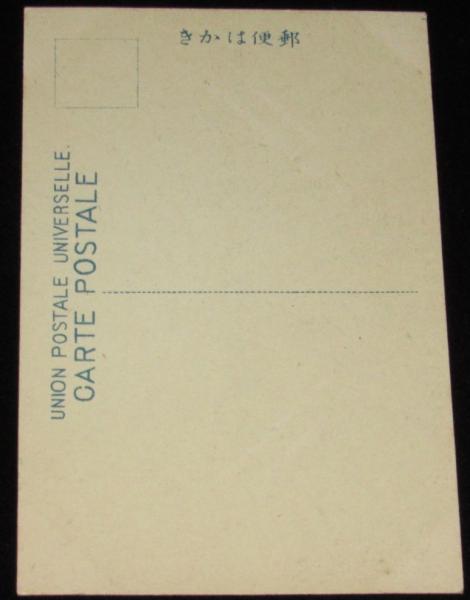 郵便はかき
UNION POSTALE UNIVERSELLE.
CARTE POSTALE